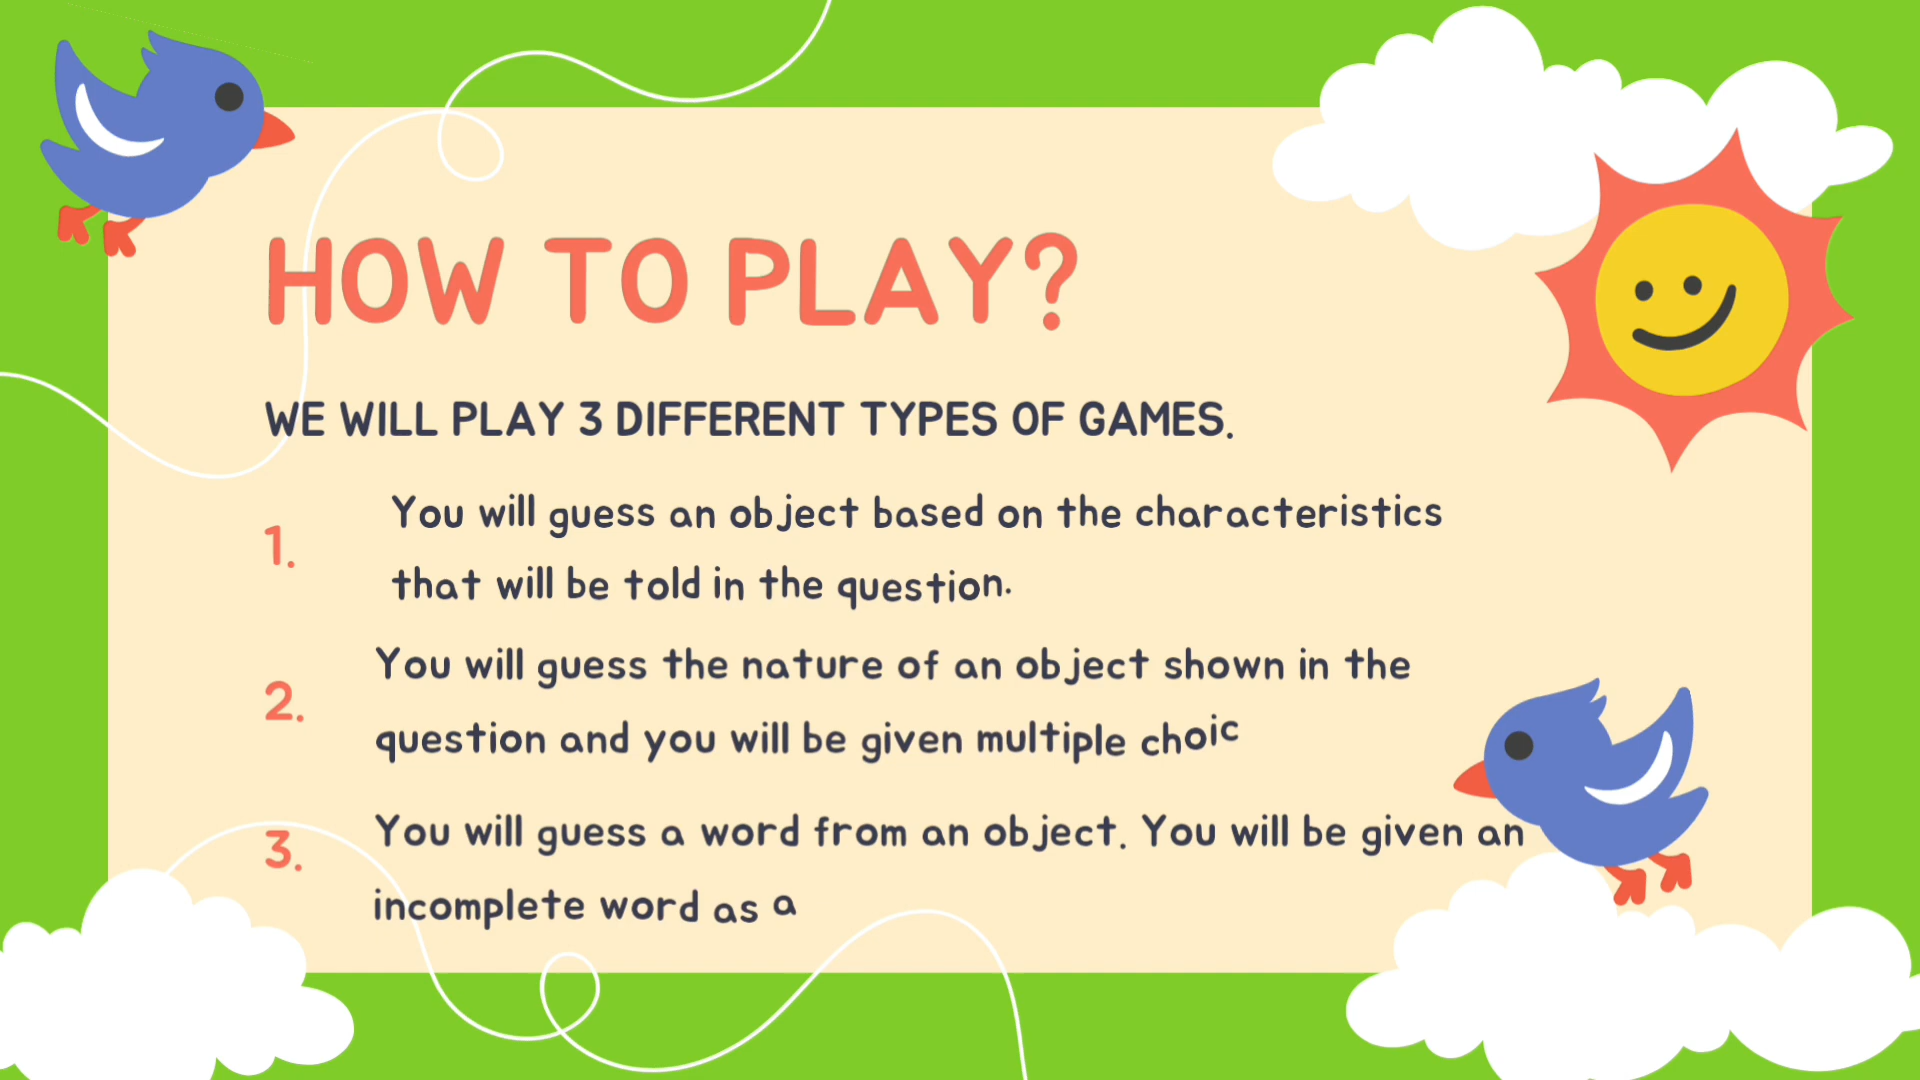 HOW TO PLAY?
WE WILL PLAY 3 DIFFERENT TYPES OF GAMES.
1. You will guess an object based on the characteristics
that will be told in the question.
2. You will guess the nature of an object shown in the
question and you will be given multiple choic
3. You will guess a word from an object. You will be given an
incomplete word as a